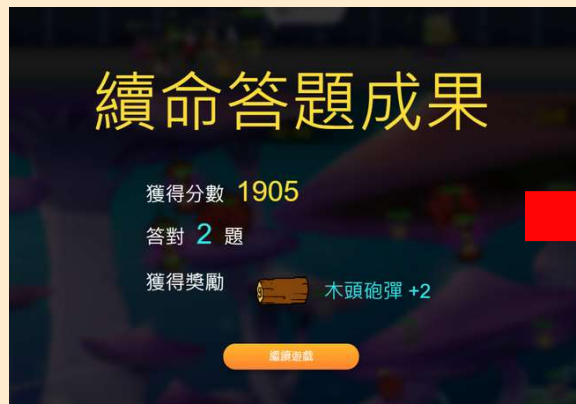 續命答題成果
獲得分數 1905
答對 2 題
獲得獎勵 木頭砲彈 +2
繼續遊戲